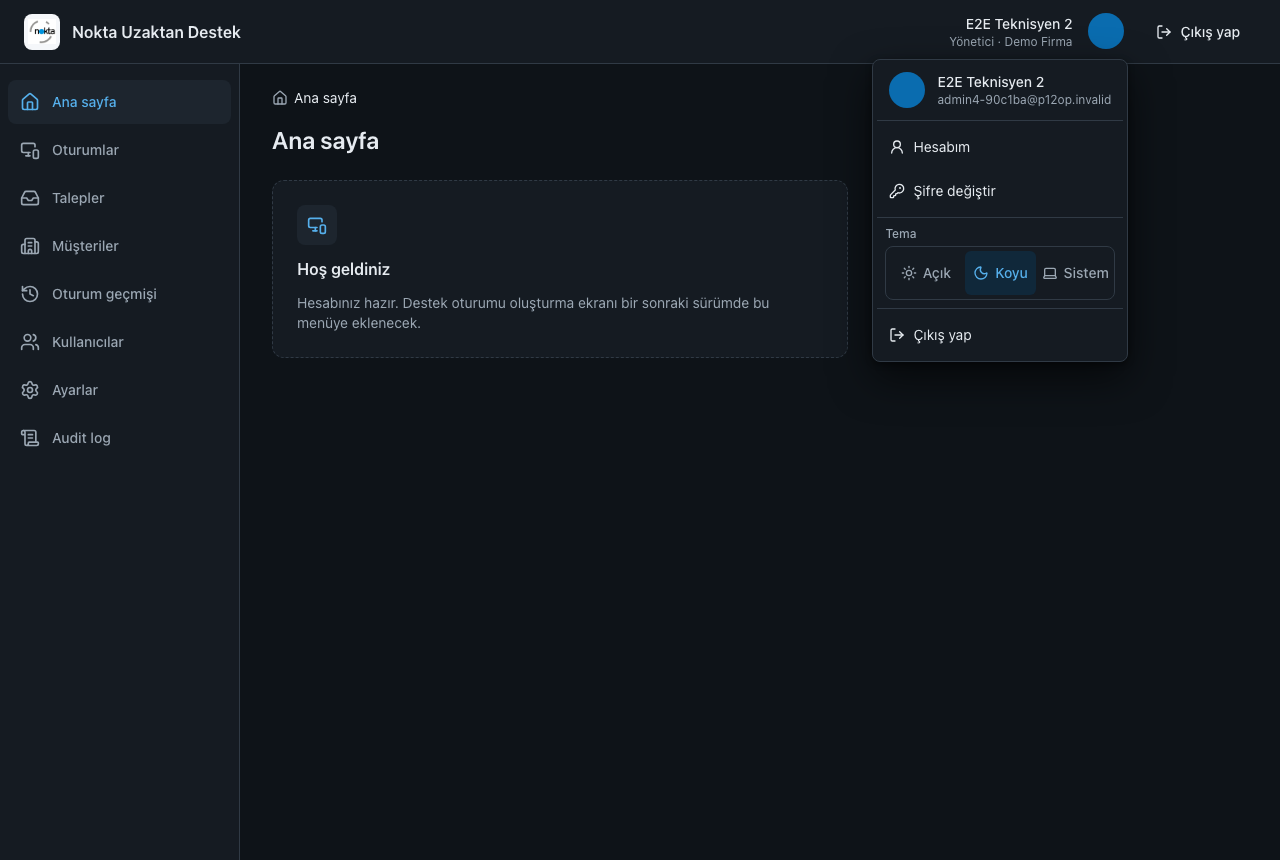 nokta
Nokta Uzaktan Destek
E2E Teknisyen 2
Yönetici · Demo Firma
Çıkış yap
Ana sayfa
Oturumlar
Talepler
Müşteriler
Oturum geçmişi
Kullanıcılar
Ayarlar
Audit log
Ana sayfa
Ana sayfa
Hoş geldiniz
Hesabınız hazır. Destek oturumu oluşturma ekranı bir sonraki sürümde bu
menüye eklenecek.
E2E Teknisyen 2
admin4-90c1ba@p12op.invalid
Hesabım
Şifre değiştir
Tema
Açık
Koyu
Sistem
Çıkış yap